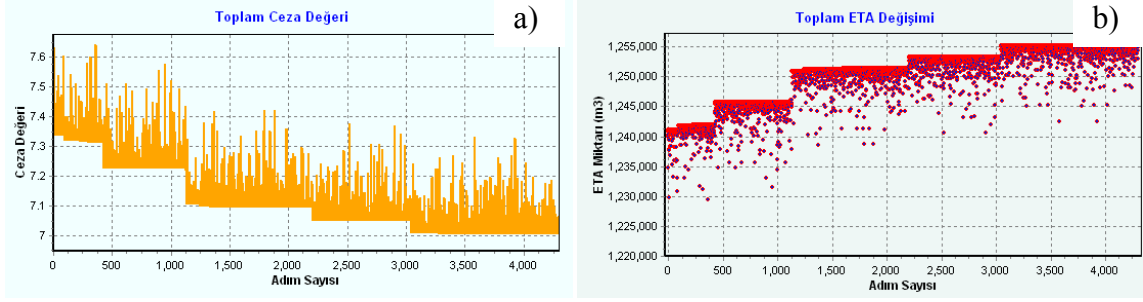 Toplam Ceza Değeri
a)
Ceza Değeri
7.6
7.5
7.4
7.3
7.2
7.1
7
0 500 1,000 1,500 2,000 2,500 3,000 3,500 4,000
Adım Sayısı
Toplam ETA Değişimi
b)
ETA Miktarı (m3)
1,255,000
1,250,000
1,245,000
1,240,000
1,235,000
1,230,000
1,225,000
1,220,000
0 500 1,000 1,500 2,000 2,500 3,000 3,500 4,000
Adım Sayısı